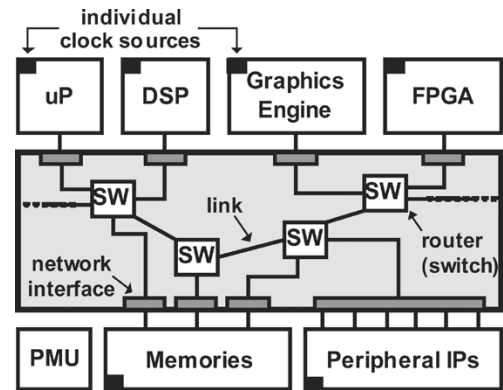 individual
clock sources
uP
DSP
Graphics
Engine
FPGA
SW
SW
link
SW
SW
router
(switch)
network
interface
PMU
Memories
Peripheral IPs